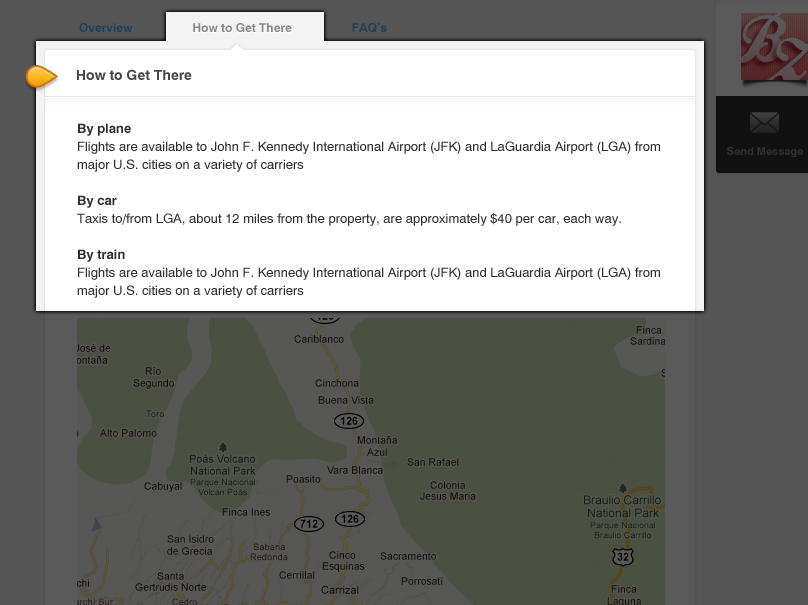 Overview
How to Get There
FAQ's
How to Get There
By plane
Flights are available to John F. Kennedy International Airport (JFK) and LaGuardia Airport (LGA) from
major U.S. cities on a variety of carriers
By car
Taxis to/from LGA, about 12 miles from the property, are approximately $40 per car, each way.
By train
Flights are available to John F. Kennedy International Airport (JFK) and LaGuardia Airport (LGA) from
major U.S. cities on a variety of carriers
Bz
Send Message
Cariblanco
Finca
Sardina
José de
ontaña
Río
Segundo
Cinchona
Buena Vista
Toro
126
Alto Palomo
Montaña
Azul
Poás Volcano
National Park
Parque Nacional
Volcán Poás
Vara Blanca
San Rafael
Cabuyal
Poasito
Colonia
Jesus Maria
Braulio Carrillo
National Park
Parque Nacional
Braulio Carrillo
Finca Ines
712
126
San Isidro
de Grecia
Sabana
Redonda
Cinco
Esquinas
Sacramento
32
chi
Santa
Gertrudis Norte
Cerrillal
Porrosatí
Carrizal
Finca
Laguna
archí Sur
Cedro